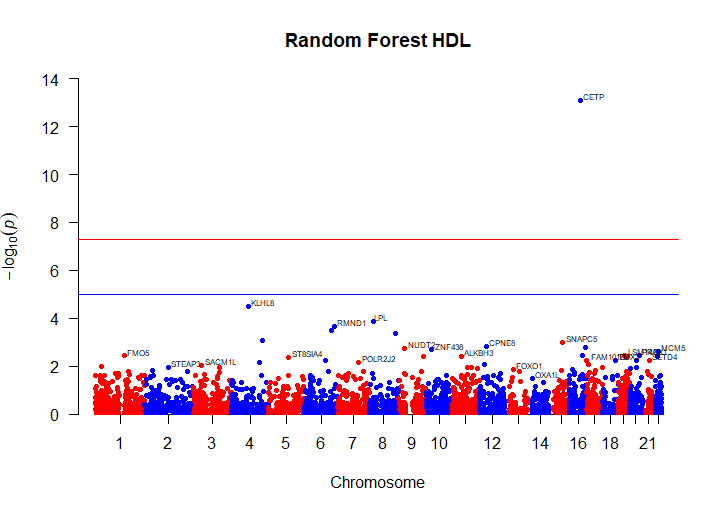 Random Forest HDL
−log10(p)
14
12
10
8
6
4
2
0
CETP
KLHL8
LPL
RMND1
SNAPC5
CPNE8
NUDT2
ZNF438
MCM5
FMO5
ST8SIA4
ALKBH3
SETD4
POLR2J2
SACM1L
STEAP3
FOXO1
OXA1L
1
2
3
4
5
6
7
8
9
10
12
14
16
18
21
Chromosome